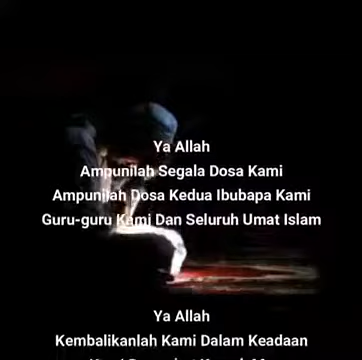 Ya Allah
Ampunilah Segala Dosa Kami
Ampunilah Dosa Kedua Ibubapa Kami
Guru-guru Kami Dan Seluruh Umat Islam
Ya Allah
Kembalikanlah Kami Dalam Keadaan